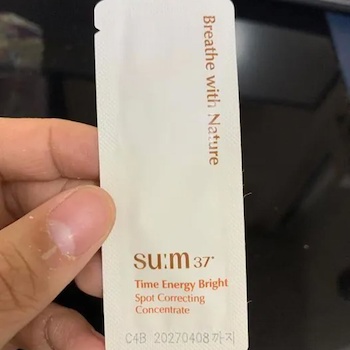 Breathe with Nature
su:m 37°
Time Energy Bright
Spot Correcting
Concentrate
C4B 20270408까지